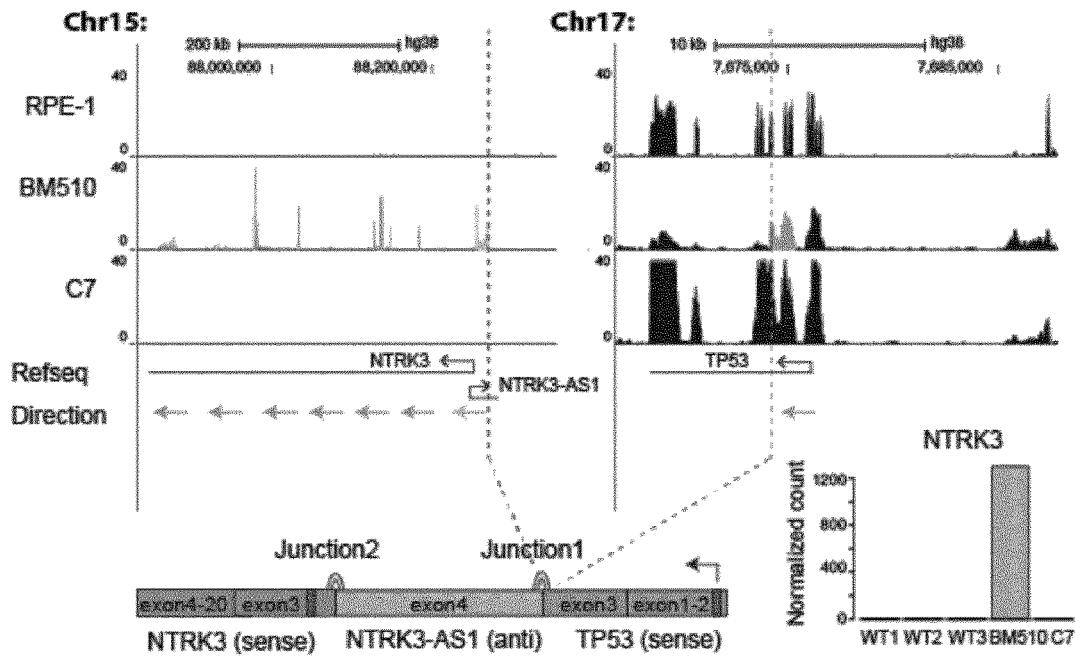 Chr15:
Chr17:
200 kb
hg38
10 kb
hg38
88,000,000
88,200,000
7,675,000
7,685,000
40
40
RPE-1
0
0
40
40
BM510
0
0
40
40
C7
0
0
Refseq
NTRK3
TP53
NTRK3-AS1
Direction
NTRK3
Normalized count
1200
800
400
0
WT1 WT2 WT3 BM510 C7
Junction2
Junction1
exon4-20
exon3
exon4
exon3
exon1-2
NTRK3 (sense)
NTRK3-AS1 (anti)
TP53 (sense)